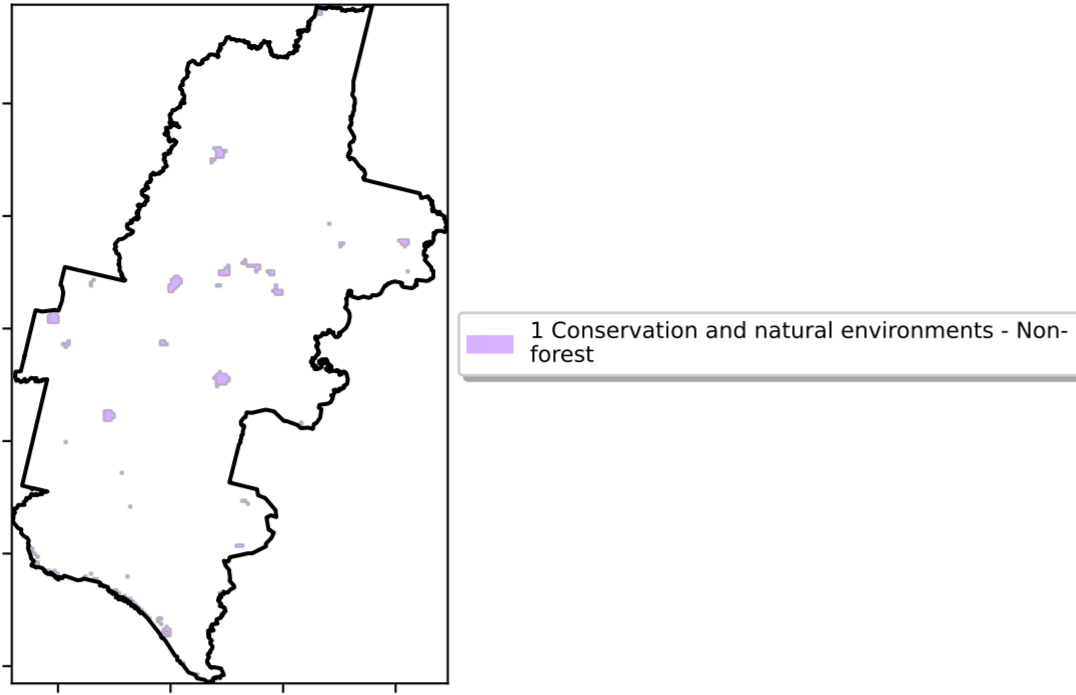 1 Conservation and natural environments - Non-
forest